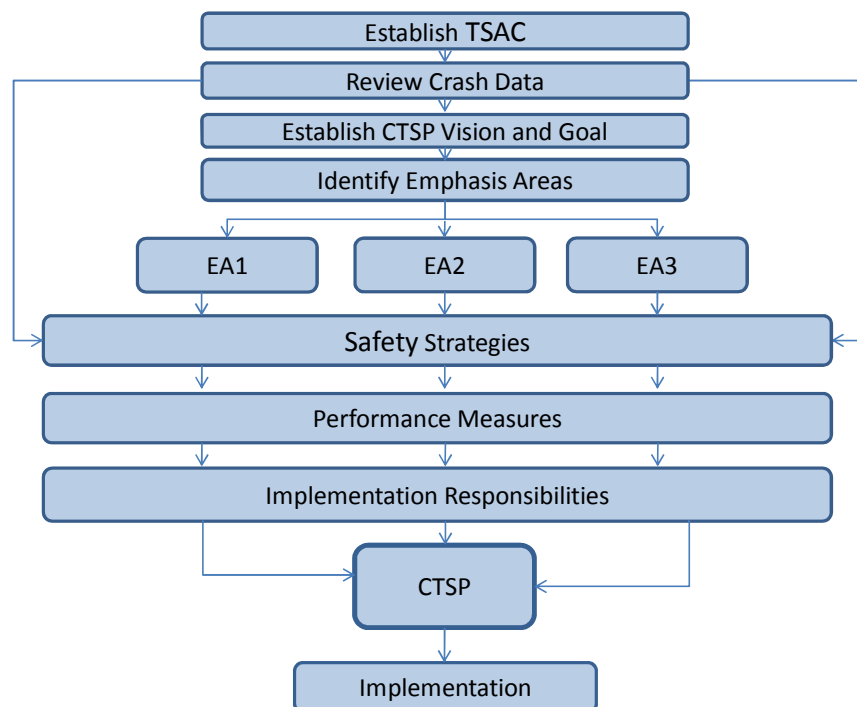 Establish TSAC
Review Crash Data
Establish CTSP Vision and Goal
Identify Emphasis Areas
EA1
EA2
EA3
Safety Strategies
Performance Measures
Implementation Responsibilities
CTSP
Implementation